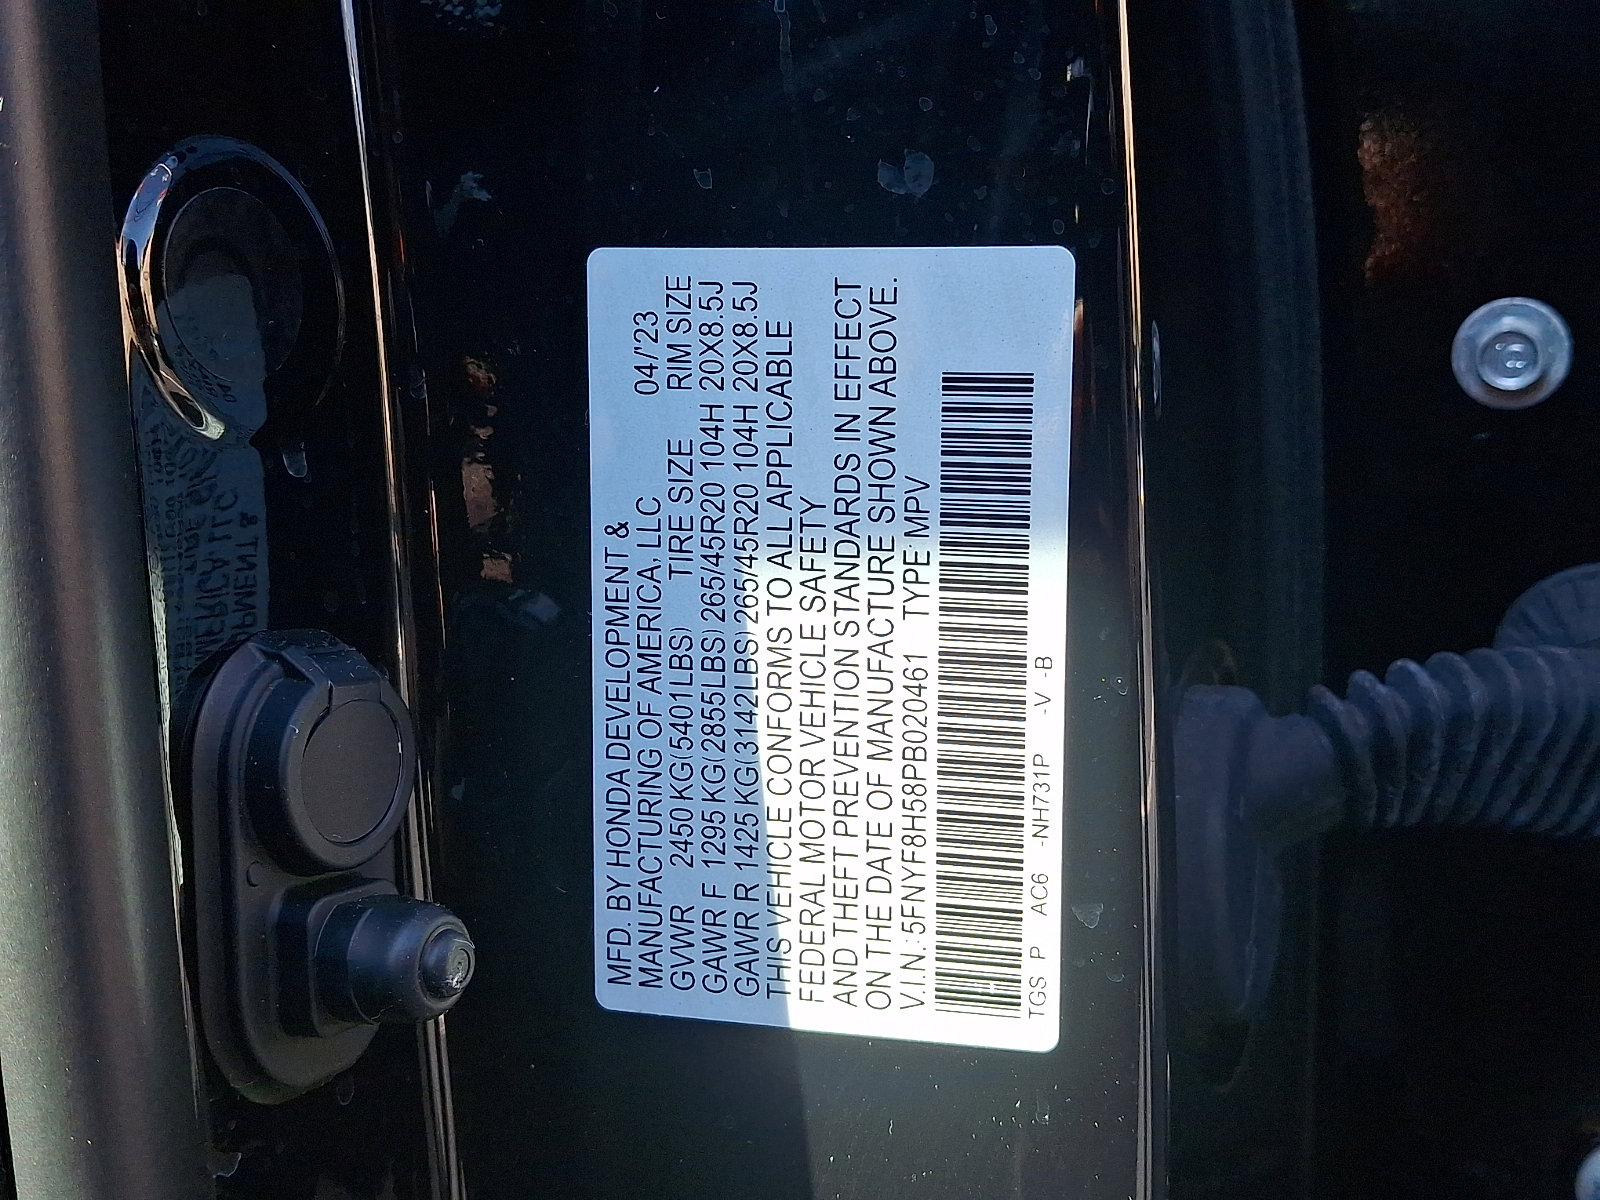 MFD. BY HONDA DEVELOPMENT &
MANUFACTURING OF AMERICA, LLC 04/'23
GVWR 2450 KG(5401LBS) TIRE SIZE RIM SIZE
GAWR F 1295 KG(2855LBS) 265/45R20 104H 20X8.5J
GAWR R 1425 KG(3142LBS) 265/45R20 104H 20X8.5J
THIS VEHICLE CONFORMS TO ALL APPLICABLE
FEDERAL MOTOR VEHICLE SAFETY
AND THEFT PREVENTION STANDARDS IN EFFECT
ON THE DATE OF MANUFACTURE SHOWN ABOVE.
V.I.N.:5FNYF8H58PB020461 TYPE:MPV
TGS P AC6 -NH731P -V -B